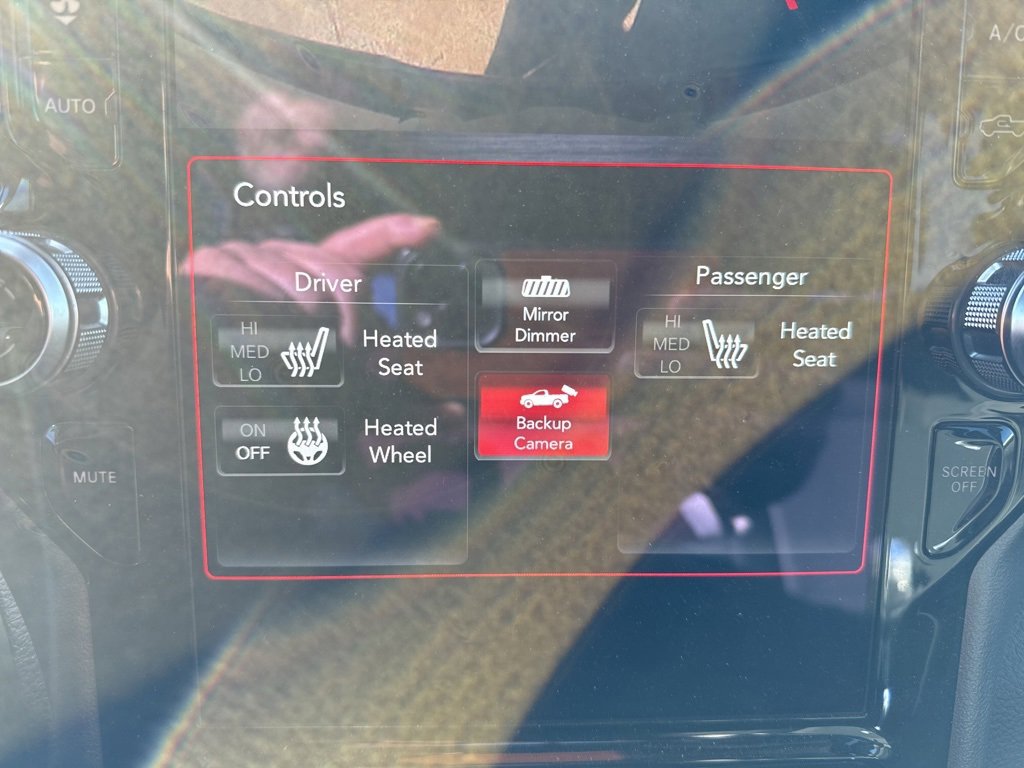 A/C
AUTO
Controls
Driver
HI
MED
LO
Heated
Seat
ON
OFF
Heated
Wheel
Mirror
Dimmer
Backup
Camera
Passenger
HI
MED
LO
Heated
Seat
MUTE
SCREEN
OFF